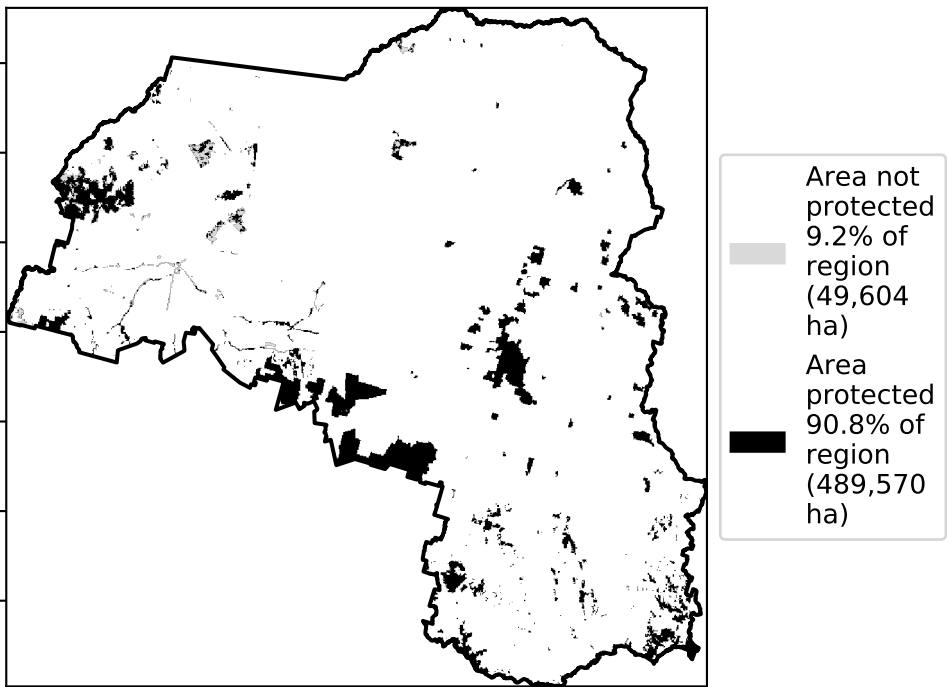 Area not
protected
9.2% of
region
(49,604
ha)
Area
protected
90.8% of
region
(489,570
ha)